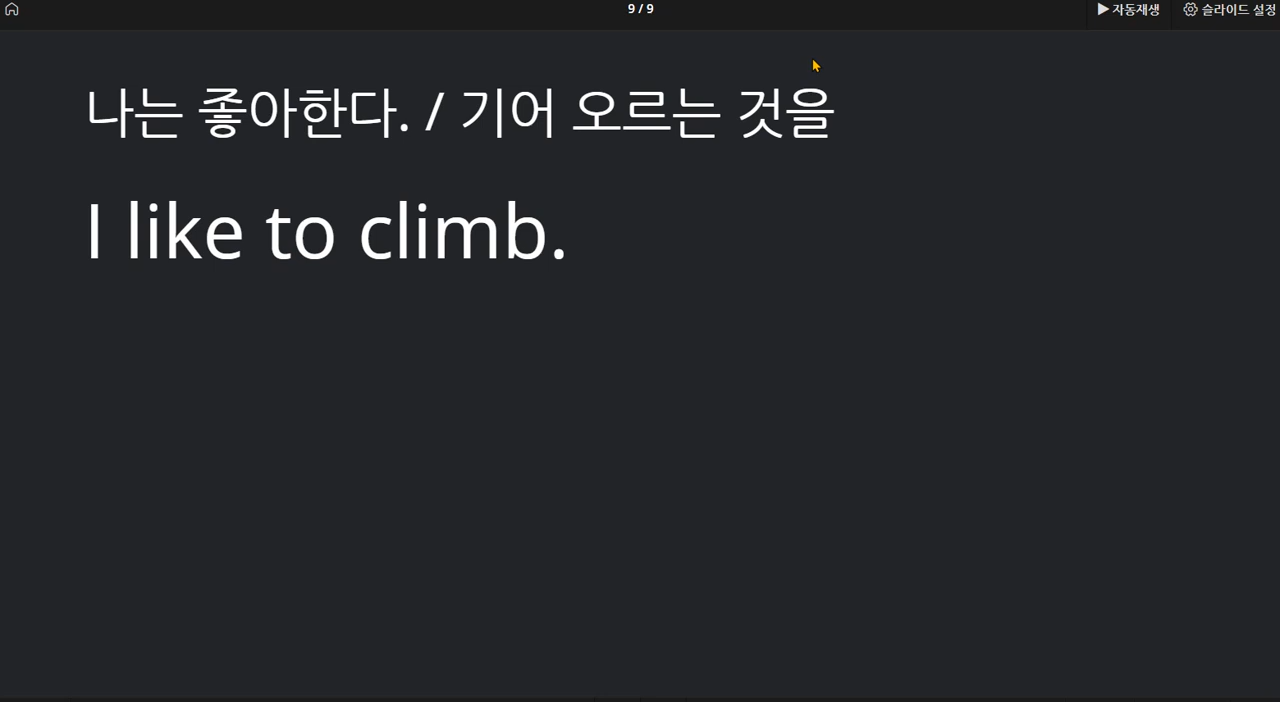 9 / 9
▶ 자동재생
슬라이드 설정
나는 좋아한다. / 기어 오르는 것을
I like to climb.